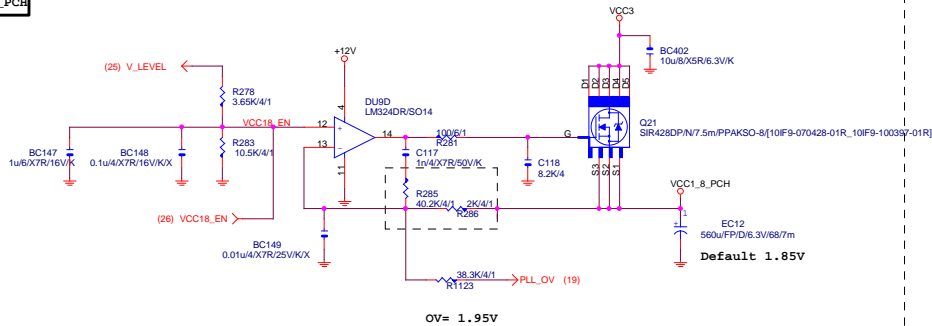 _PCH
VCC3
BC402
10u/8/X5R/6.3V/K
+12V
(25) V_LEVEL
R278
3.65K/4/1
DU9D
LM324DR/SO14
D1
D2
D3
D4
D5
VCC18_EN
4
12
+
13
-
14
11
100/6/1
R281
G
Q21
SIR428DP/N/7.5m/PPAKSO-8/[10IF9-070428-01R_10IF9-100397-01R]
BC147
1u/6/X7R/16V/K
BC148
0.1u/4/X7R/16V/K/X
R283
10.5K/4/1
C117
1n/4/X7R/50V/K
C118
8.2K/4
S3
S2
S1
VCC1_8_PCH
R285
40.2K/4/1
2K/4/1
R286
1
+
EC12
560u/FP/D/6.3V/68/7m
(26) VCC18_EN
BC149
0.01u/4/X7R/25V/K/X
Default 1.85V
38.3K/4/1
R1123
PLL_OV (19)
OV= 1.95V